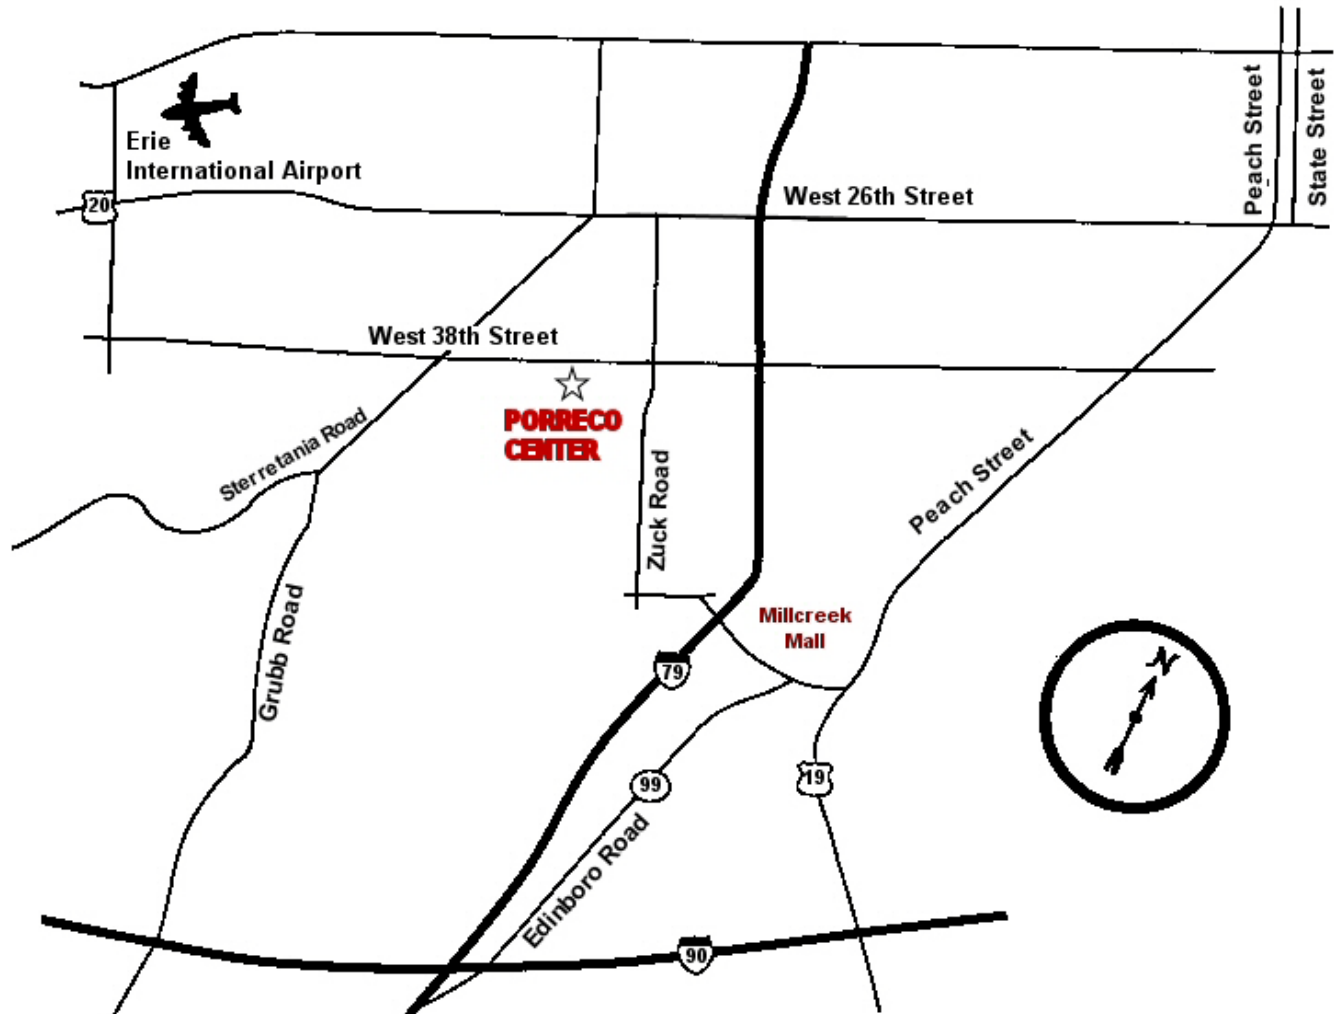 Peach Street
State Street
Erie
International Airport
20
West 26th Street
West 38th Street
PORRECO
CENTER
Sterretania Road
Zuck Road
Peach Street
Grubb Road
Millcreek
Mall
79
N
99
19
Edinboro Road
90